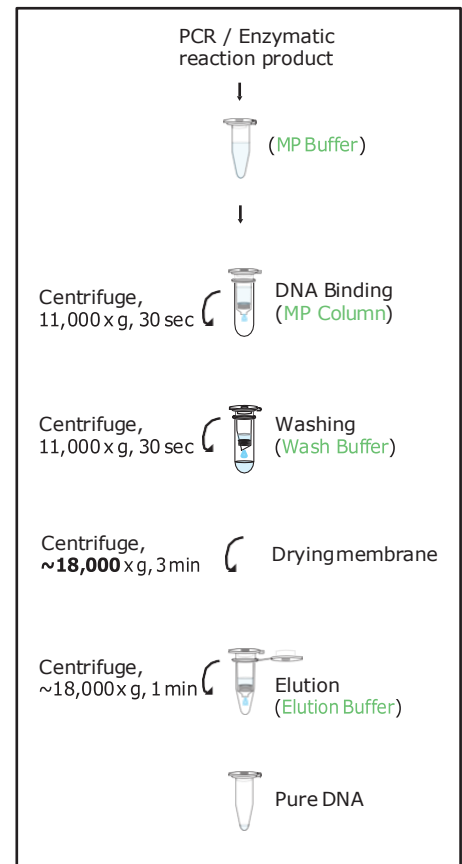 PCR / Enzymatic
reaction product
(MP Buffer)
Centrifuge,
11,000 x g, 30 sec
DNA Binding
(MP Column)
Centrifuge,
11,000 x g, 30 sec
Washing
(Wash Buffer)
Centrifuge,
~18,000 x g, 3 min
Drying membrane
Centrifuge,
~18,000 x g, 1 min
Elution
(Elution Buffer)
Pure DNA